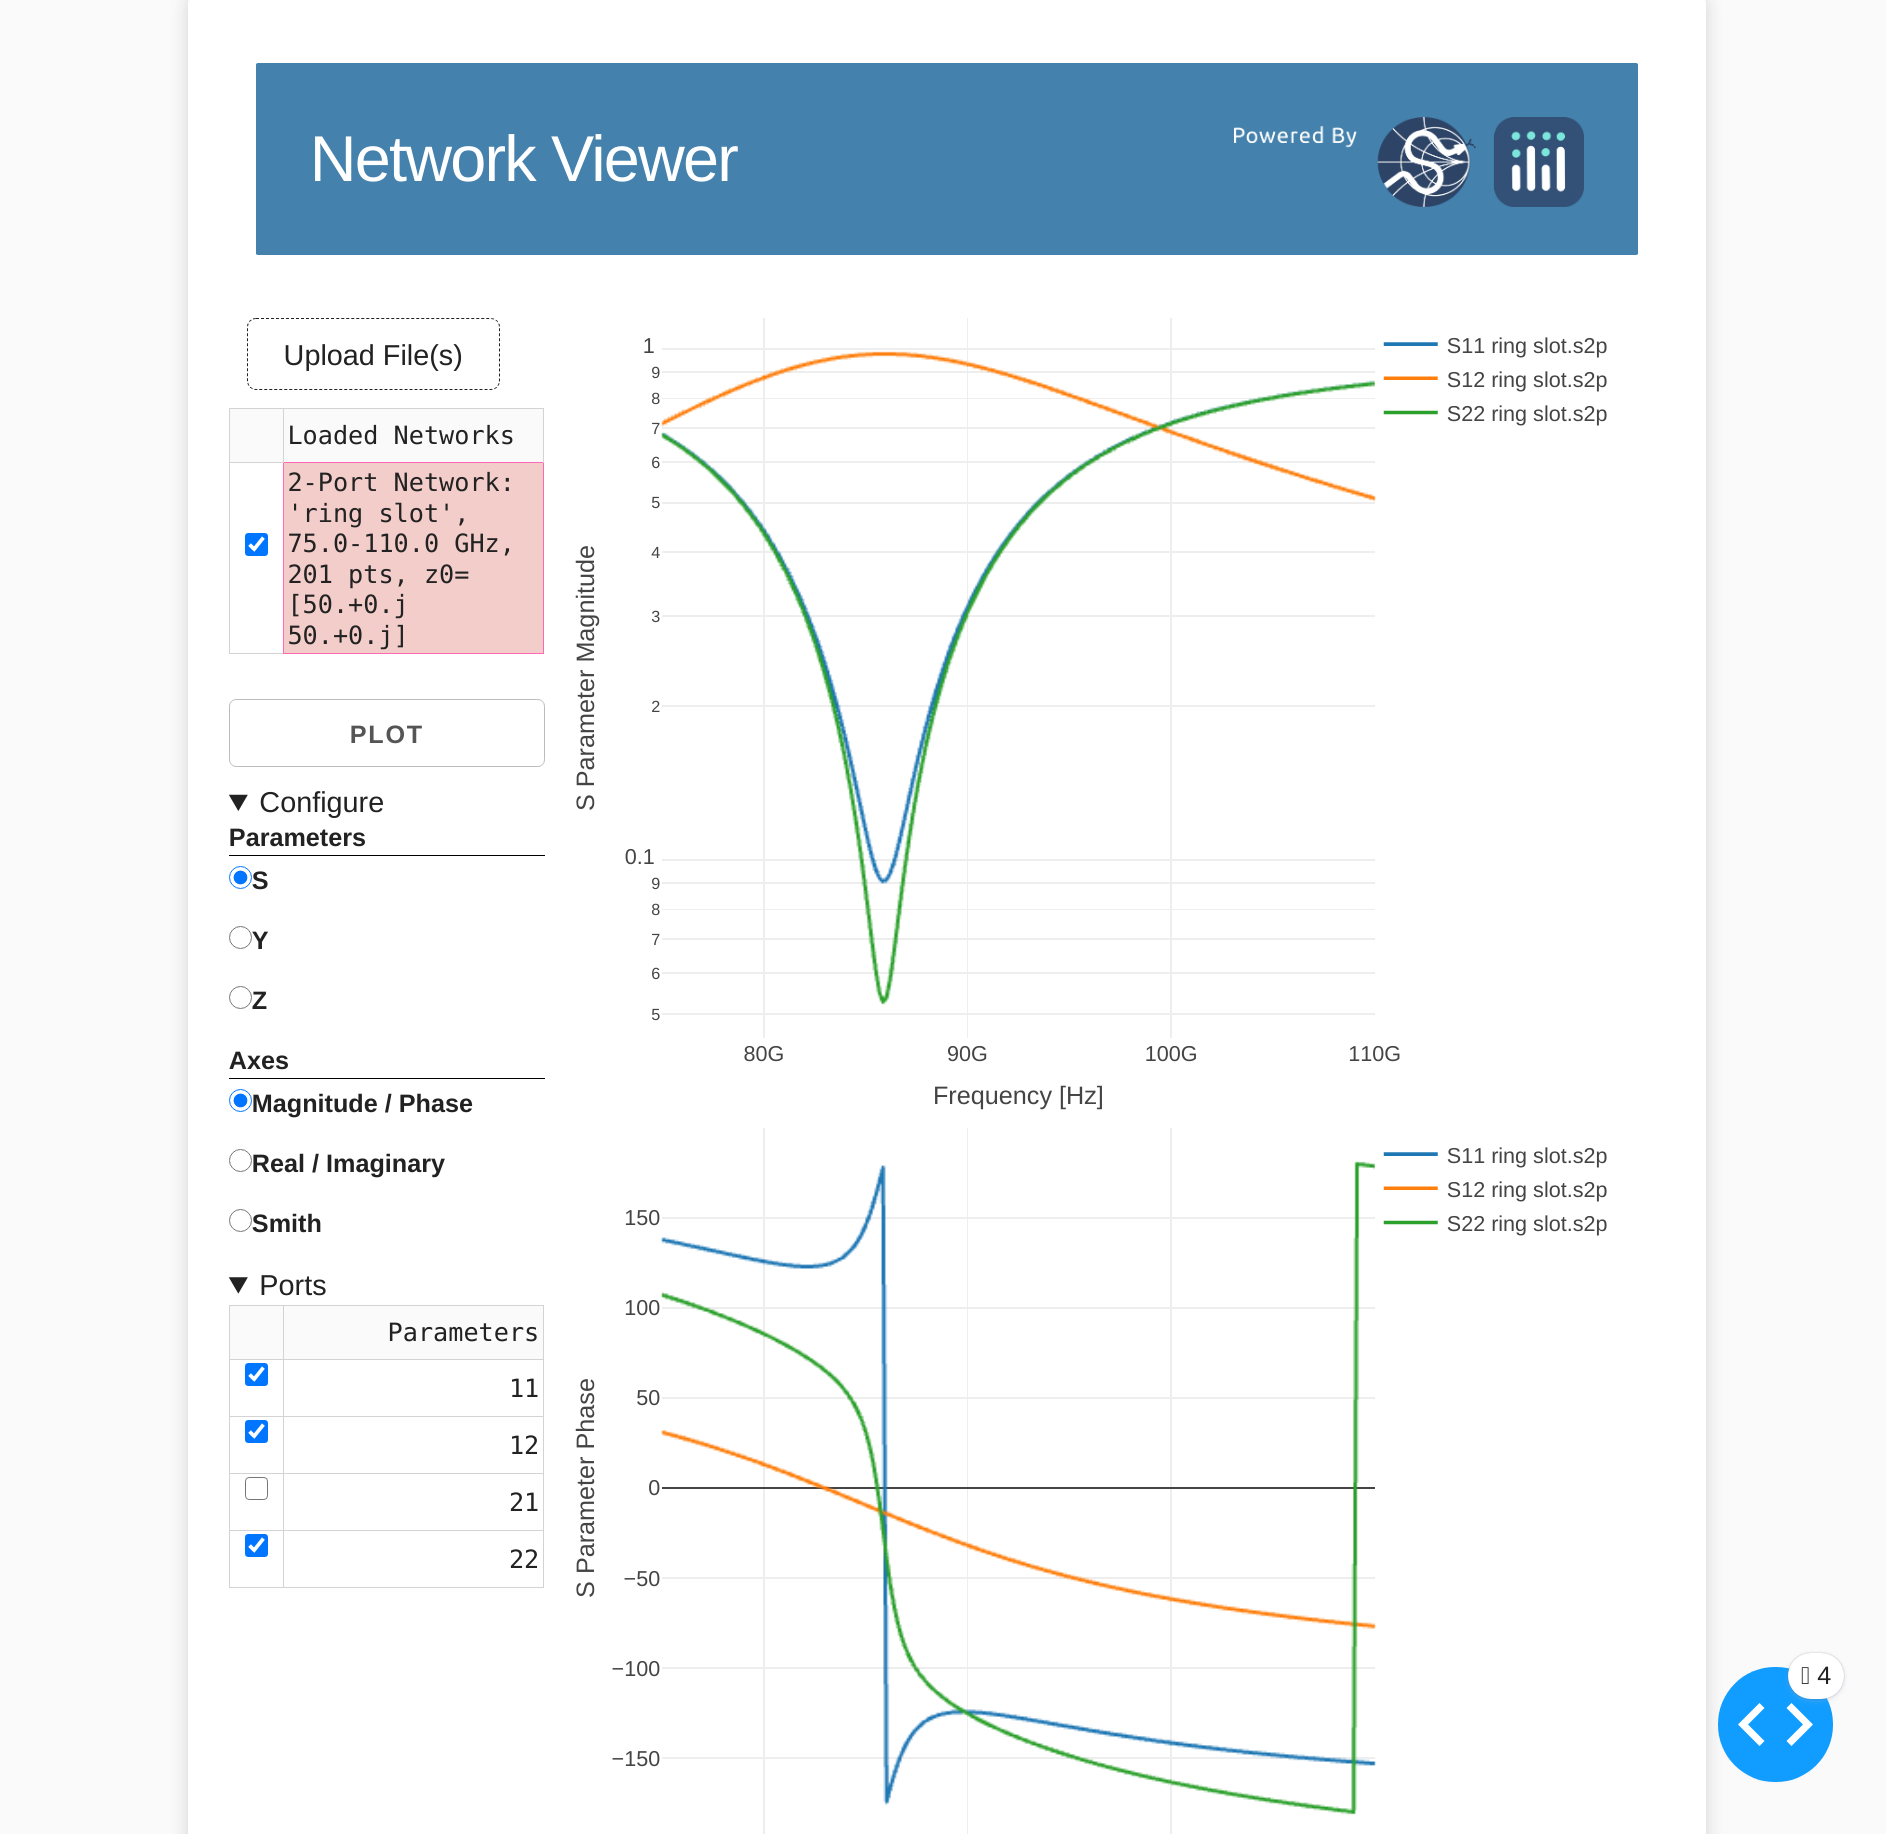 Network Viewer
Powered By
Upload File(s)
Loaded Networks
2-Port Network:
'ring slot',
75.0-110.0 GHz,
201 pts, z0=
[50.+0.j
50.+0.j]
PLOT
▼ Configure
Parameters
S
Y
Z
Axes
Magnitude / Phase
Real / Imaginary
Smith
▼ Ports
Parameters
11
12
21
22
S Parameter Magnitude
1
9
8
7
6
5
4
3
2
0.1
9
8
7
6
5
80G 90G 100G 110G
Frequency [Hz]
S11 ring slot.s2p
S12 ring slot.s2p
S22 ring slot.s2p
S Parameter Phase
150
100
50
0
−50
−100
−150
S11 ring slot.s2p
S12 ring slot.s2p
S22 ring slot.s2p
4